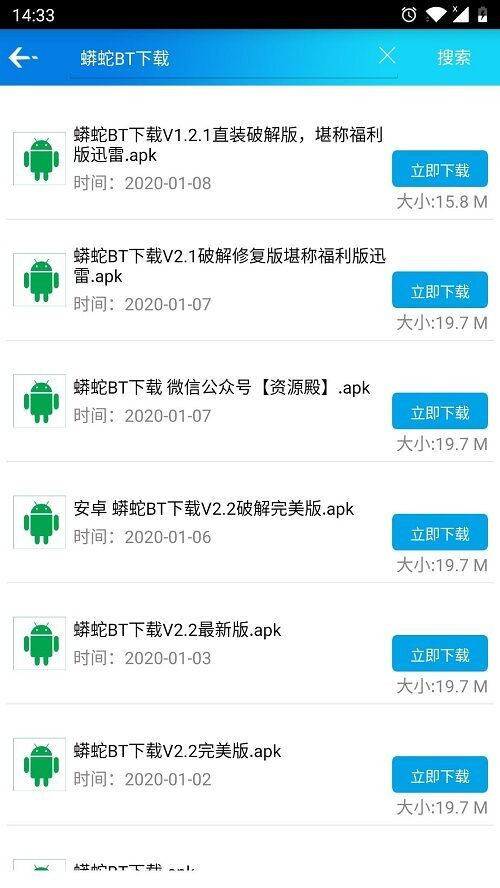 14:33
蟒蛇BT下载
搜索
蟒蛇BT下载V1.2.1直装破解版，堪称福利
版迅雷.apk
时间：2020-01-08
立即下载
大小:15.8 M
蟒蛇BT下载V2.1破解修复版堪称福利版迅
雷.apk
时间：2020-01-07
立即下载
大小:19.7 M
蟒蛇BT下载 微信公众号【资源殿】.apk
时间：2020-01-07
立即下载
大小:19.7 M
安卓 蟒蛇BT下载V2.2破解完美版.apk
时间：2020-01-06
立即下载
大小:19.7 M
蟒蛇BT下载V2.2最新版.apk
时间：2020-01-03
立即下载
大小:19.7 M
蟒蛇BT下载V2.2完美版.apk
时间：2020-01-02
立即下载
大小:19.7 M
蟒蛇BT下载.apk